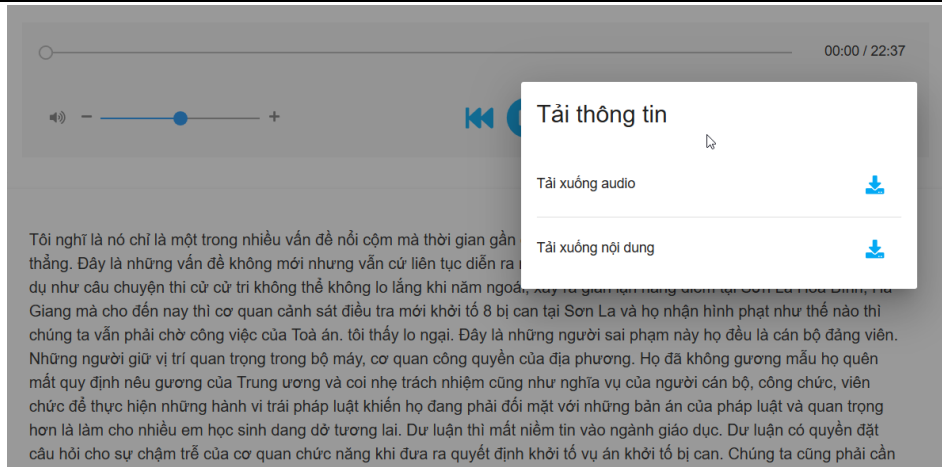 00:00 / 22:37
Tải thông tin
Tải xuống audio
Tải xuống nội dung
Tôi nghĩ là nó chỉ là một trong nhiều vấn đề nổi cộm mà thời gian gần
thẳng. Đây là những vấn đề không mới nhưng vẫn cứ liên tục diễn ra
dụ như câu chuyện thi cử cử tri không thể không lo lắng khi năm ngoái, xảy ra gian lận nâng điểm tại Sơn La Hoà Bình, Hà
Giang mà cho đến nay thì cơ quan cảnh sát điều tra mới khởi tố 8 bị can tại Sơn La và họ nhận hình phạt như thế nào thì
chúng ta vẫn phải chờ công việc của Toà án. tôi thấy lo ngại. Đây là những người sai phạm này họ đều là cán bộ đảng viên.
Những người giữ vị trí quan trọng trong bộ máy, cơ quan công quyền của địa phương. Họ đã không gương mẫu họ quên
mất quy định nêu gương của Trung ương và coi nhẹ trách nhiệm cũng như nghĩa vụ của người cán bộ, công chức, viên
chức để thực hiện những hành vi trái pháp luật khiến họ đang phải đối mặt với những bản án của pháp luật và quan trọng
hơn là làm cho nhiều em học sinh dang dở tương lai. Dư luận thì mất niềm tin vào ngành giáo dục. Dư luận có quyền đặt
câu hỏi cho sự chậm trễ của cơ quan chức năng khi đưa ra quyết định khởi tố vụ án khởi tố bị can. Chúng ta cũng phải cần